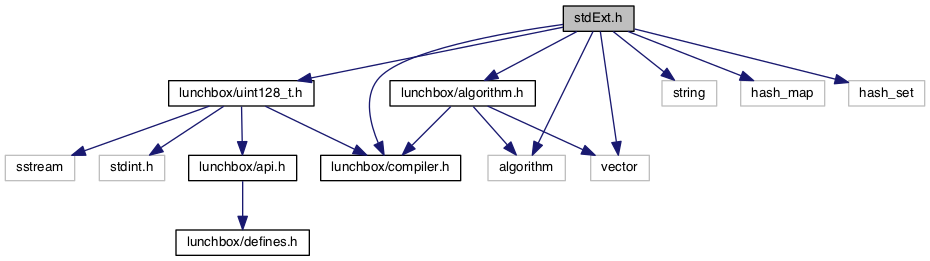 stdExt.h
lunchbox/uint128_t.h
lunchbox/algorithm.h
string
hash_map
hash_set
sstream
stdint.h
lunchbox/api.h
lunchbox/compiler.h
algorithm
vector
lunchbox/defines.h